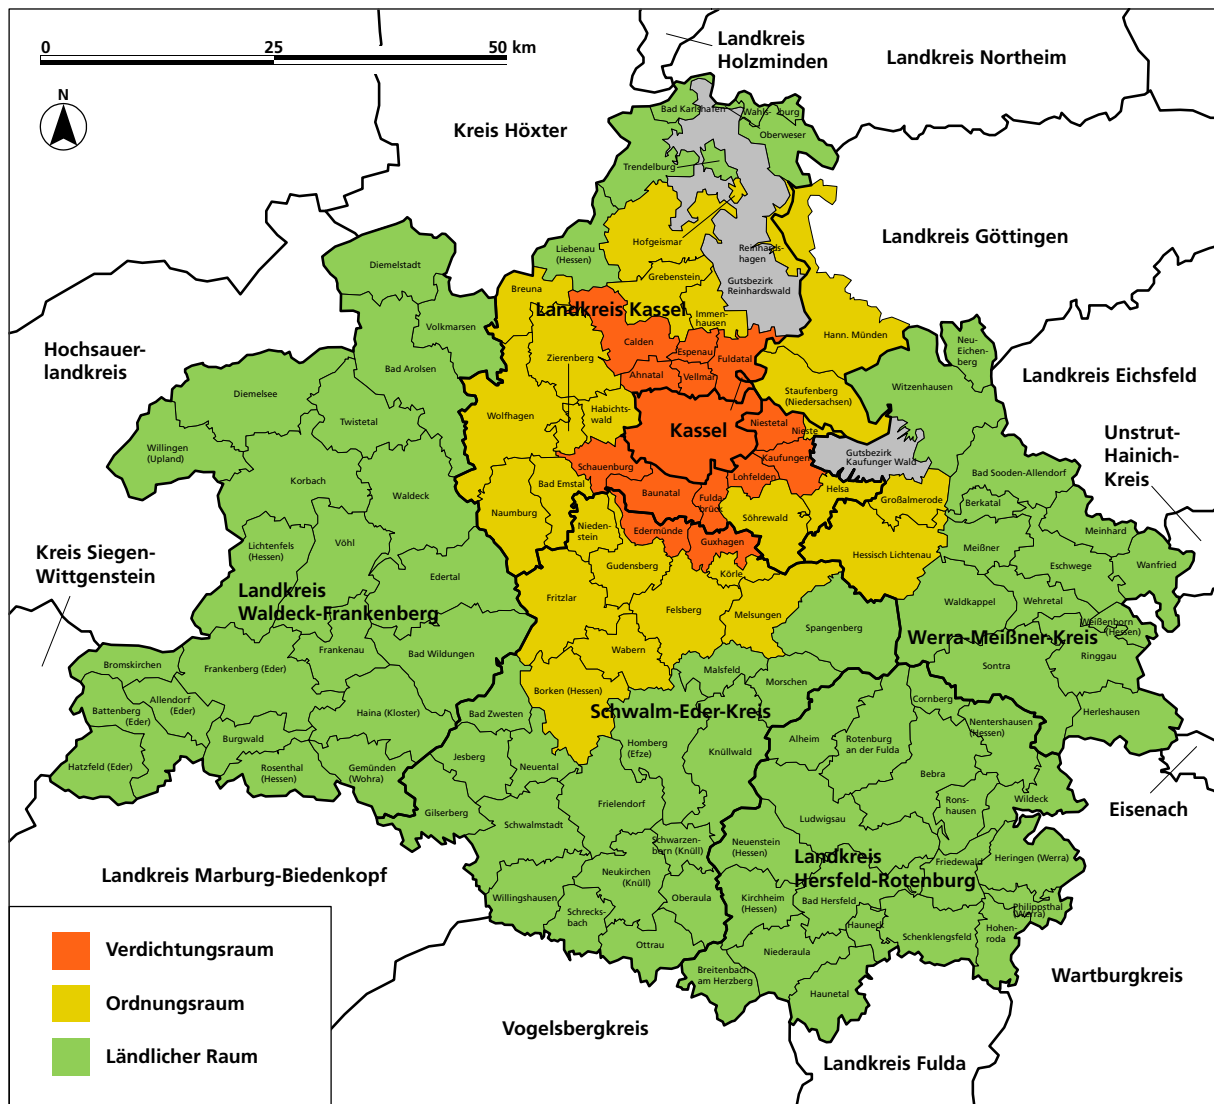 0 25 50 km
N
Landkreis
Holzminden
Landkreis Northeim
Kreis Höxter
Landkreis Göttingen
Landkreis Eichsfeld
Unstrut-
Hainich-
Kreis
Hochsauer-
landkreis
Kreis Siegen-
Wittgenstein
Eisenach
Wartburgkreis
Landkreis Fulda
Vogelsbergkreis
Landkreis Marburg-Biedenkopf
Landkreis Kassel
Kassel
Landkreis
Waldeck-Frankenberg
Schwalm-Eder-Kreis
Werra-Meißner-Kreis
Landkreis
Hersfeld-Rotenburg
Bad Karlshafen
Wahls-
burg
Oberweser
Trendelburg
Hofgeismar
Reinhards-
hagen
Liebenau
(Hessen)
Grebenstein
Gutsbezirk
Reinhardswald
Breuna
Immen-
hausen
Calden
Espenau
Fuldatal
Ahnatal
Vellmar
Zierenberg
Hann. Münden
Staufenberg
(Niedersachsen)
Neu-
Eichen-
berg
Witzenhausen
Wolfhagen
Habichts-
wald
Niestetal
Nieste
Kaufungen
Gutsbezirk
Kaufunger Wald
Schauenburg
Lohfelden
Helsa
Großalmerode
Bad Emstal
Baunatal
Fulda
brück
Söhrewald
Naumburg
Nieden-
stein
Edermünde
Guxhagen
Hessisch Lichtenau
Gudensberg
Körle
Fritzlar
Felsberg
Melsungen
Wabern
Spangenberg
Borken (Hessen)
Malsfeld
Morschen
Bad Zwesten
Homberg
(Efze)
Knüllwald
Jesberg
Neuental
Gilserberg
Frielendorf
Schwalmstadt
Schwarzen-
born (Knüll)
Neukirchen
(Knüll)
Oberaula
Willingshausen
Schrecks-
bach
Ottrau
Diemelstadt
Volkmarsen
Bad Arolsen
Diemelsee
Twistetal
Willingen
(Upland)
Korbach
Waldeck
Lichtenfels
(Hessen)
Vöhl
Edertal
Frankenau
Bad Wildungen
Bromskirchen
Frankenberg (Eder)
Allendorf
(Eder)
Battenberg
(Eder)
Haina (Kloster)
Burgwald
Hatzfeld (Eder)
Rosenthal
(Hessen)
Gemünden
(Wohra)
Bad Sooden-Allendorf
Berkatal
Meinhard
Meißner
Eschwege
Wanfried
Waldkappel
Wehretal
Weißenborn
(Hessen)
Ringgau
Sontra
Herleshausen
Cornberg
Nentershausen
(Hessen)
Alheim
Rotenburg
an der Fulda
Bebra
Rons-
hausen
Wildeck
Ludwigsau
Neuenstein
(Hessen)
Friedewald
Heringen (Werra)
Kirchheim
(Hessen)
Bad Hersfeld
Philippsthal
(Werra)
Hauneck
Schenklengsfeld
Hohen-
roda
Niederaula
Breitenbach
am Herzberg
Haunetal
Verdichtungsraum
Ordnungsraum
Ländlicher Raum